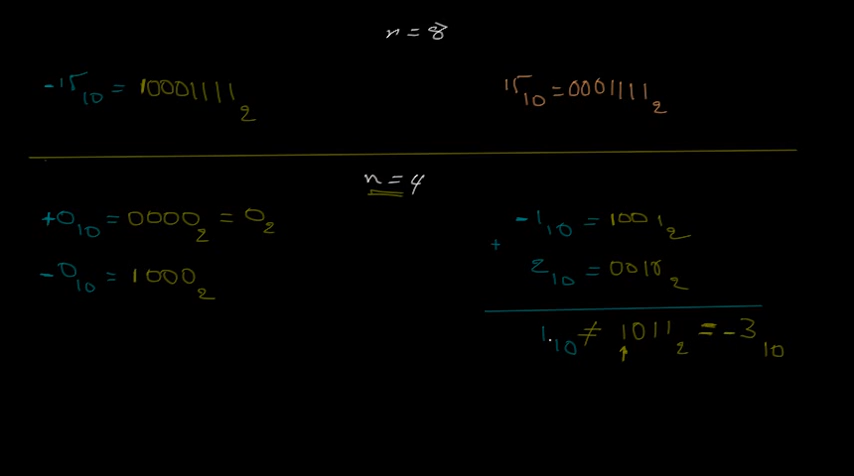 n = 8
-15₁₀ = 10001111₂
15₁₀ = 0001111₂
n = 4
+0₁₀ = 0000₂ = 0₂
-0₁₀ = 1000₂
-1₁₀ = 1001₂
+
2₁₀ = 0010₂
1₁₀ ≠ 1011₂ = -3₁₀